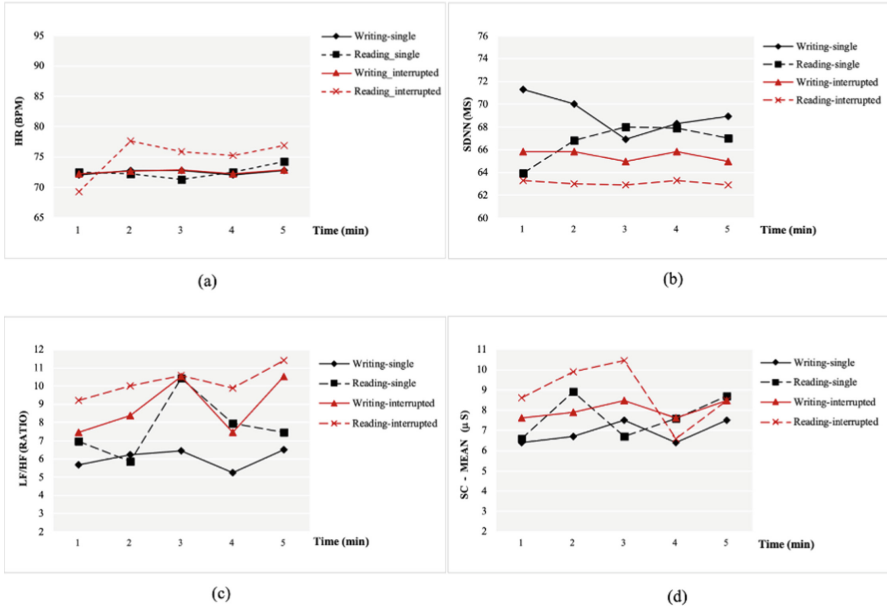 HR (BPM)
95
90
85
80
75
70
65
1 2 3 4 5
Time (min)
Writing-single
Reading_single
Writing_interrupted
Reading_interrupted
(a)
SDNN (MS)
76
74
72
70
68
66
64
62
60
1 2 3 4 5
Time (min)
Writing-single
Reading-single
Writing-interrupted
Reading-interrupted
(b)
LF/HF (RATIO)
12
11
10
9
8
7
6
5
4
3
2
1 2 3 4 5
Time (min)
Writing-single
Reading-single
Writing-interrupted
Reading-interrupted
(c)
SC - MEAN (µ S)
11
10
9
8
7
6
5
4
3
2
1 2 3 4 5
Time (min)
Writing-single
Reading-single
Writing-interrupted
Reading-interrupted
(d)